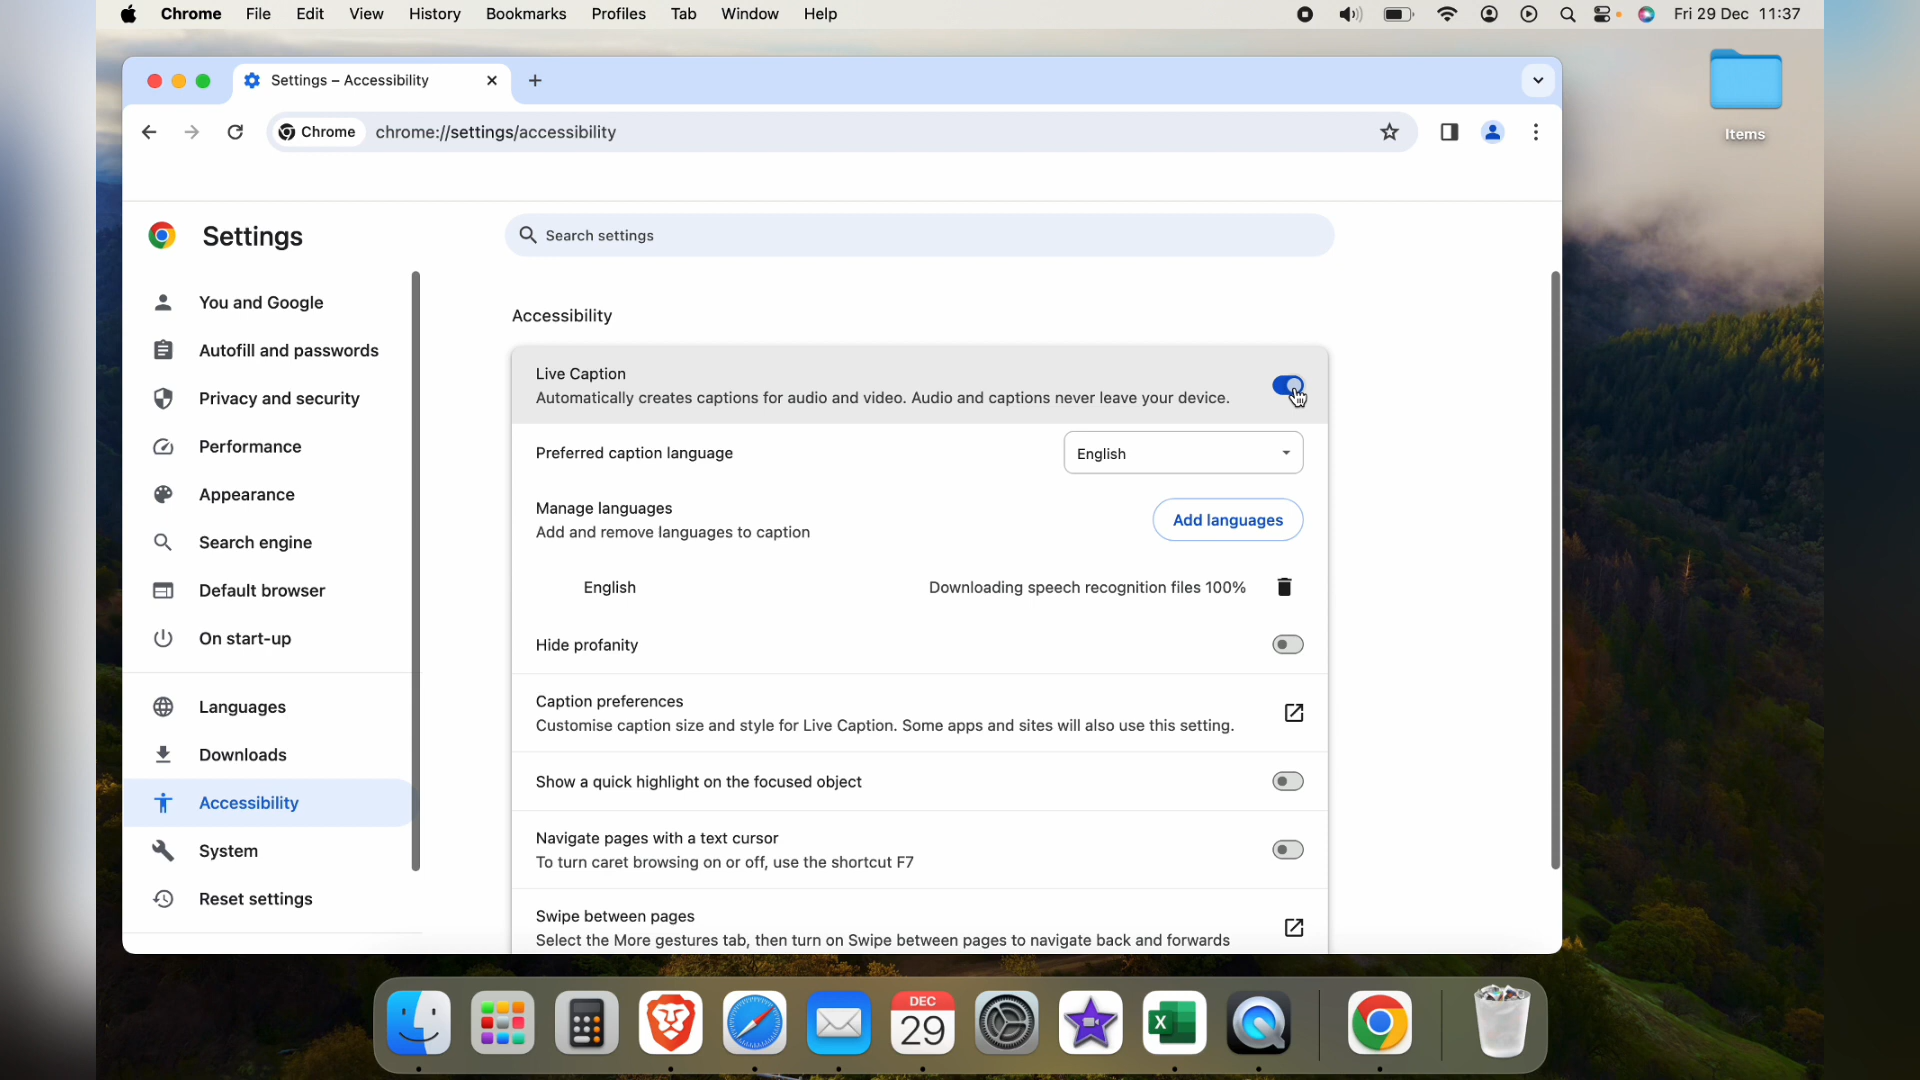 Chrome File Edit View History Bookmarks Profiles Tab Window Help Fri 29 Dec 11:37
Settings – Accessibility
Chrome chrome://settings/accessibility
Items
Settings
Search settings
You and Google
Autofill and passwords
Privacy and security
Performance
Appearance
Search engine
Default browser
On start-up
Languages
Downloads
Accessibility
System
Reset settings
Accessibility
Live Caption
Automatically creates captions for audio and video. Audio and captions never leave your device.
Preferred caption language English
Manage languages
Add and remove languages to caption
Add languages
English Downloading speech recognition files 100%
Hide profanity
Caption preferences
Customise caption size and style for Live Caption. Some apps and sites will also use this setting.
Show a quick highlight on the focused object
Navigate pages with a text cursor
To turn caret browsing on or off, use the shortcut F7
Swipe between pages
Select the More gestures tab, then turn on Swipe between pages to navigate back and forwards
DEC
29
X